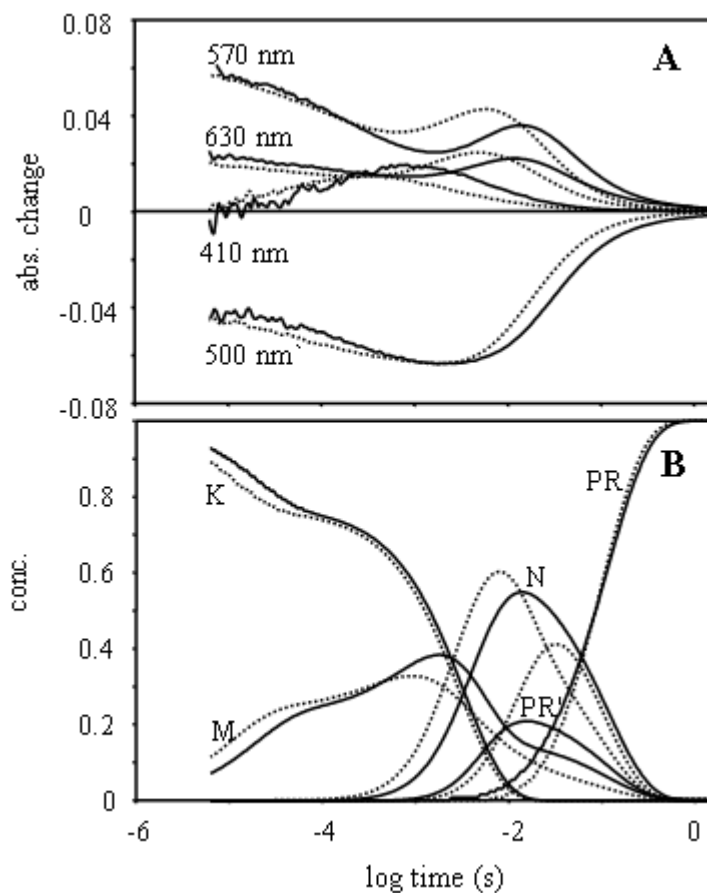 0.08
570 nm
A
0.04
630 nm
0
410 nm
-0.04
500 nm`
-0.08
abs. change
B
PR
0.8
K
0.6
N
0.4
PR'
0.2
M
0
conc.
-6
-4
-2
0
log time (s)